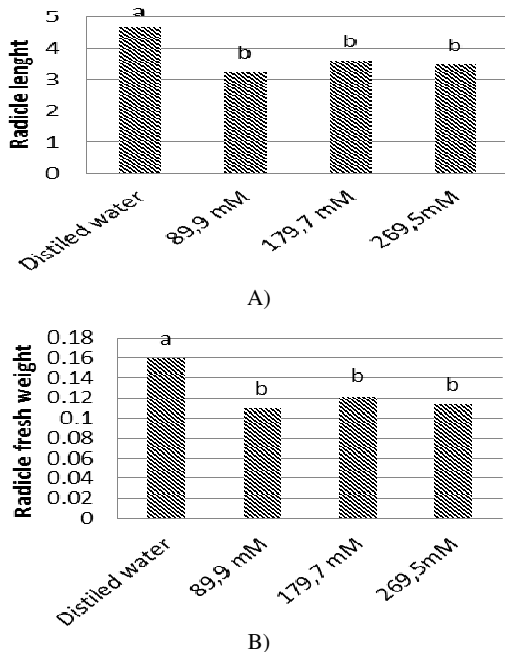 Radicle lenght
5
4
3
2
1
0
a
b
b
b
Distiled water
89,9 mM
179,7 mM
269,5mM
A)
Radicle fresh weight
0.18
0.16
0.14
0.12
0.1
0.08
0.06
0.04
0.02
0
a
b
b
b
Distiled water
89,9 mM
179,7 mM
269,5mM
B)